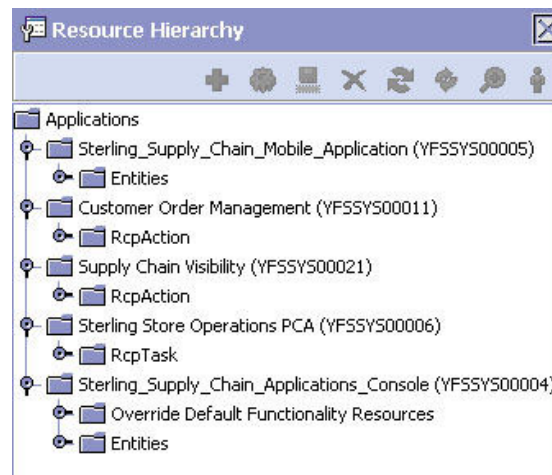 Resource Hierarchy
Applications
Sterling_Supply_Chain_Mobile_Application (YFSSYS00005)
Entities
Customer Order Management (YFSSYS00011)
RcpAction
Supply Chain Visibility (YFSSYS00021)
RcpAction
Sterling Store Operations PCA (YFSSYS00006)
RcpTask
Sterling_Supply_Chain_Applications_Console (YFSSYS00004)
Override Default Functionality Resources
Entities